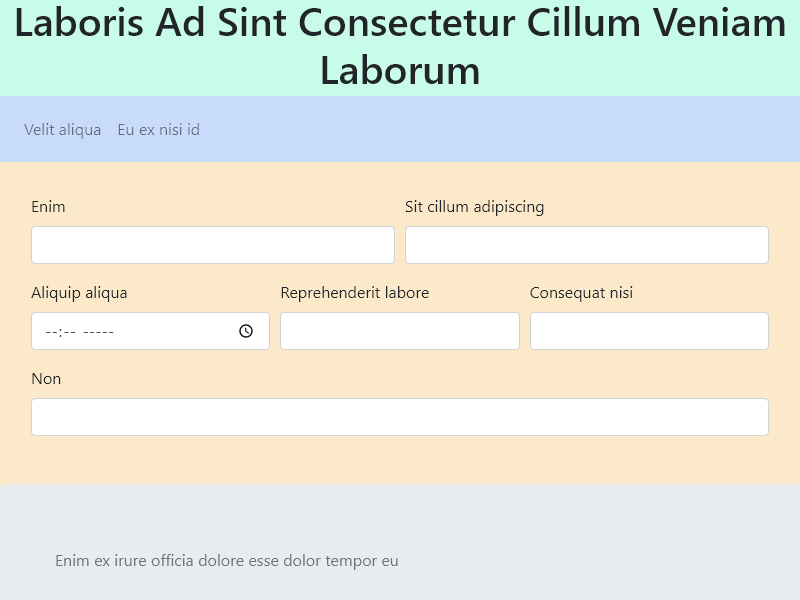 Laboris Ad Sint Consectetur Cillum Veniam
Laborum
Velit aliqua Eu ex nisi id
Enim Sit cillum adipiscing
Aliquip aliqua Reprehenderit labore Consequat nisi
--:-- -----
Non
Enim ex irure officia dolore esse dolor tempor eu